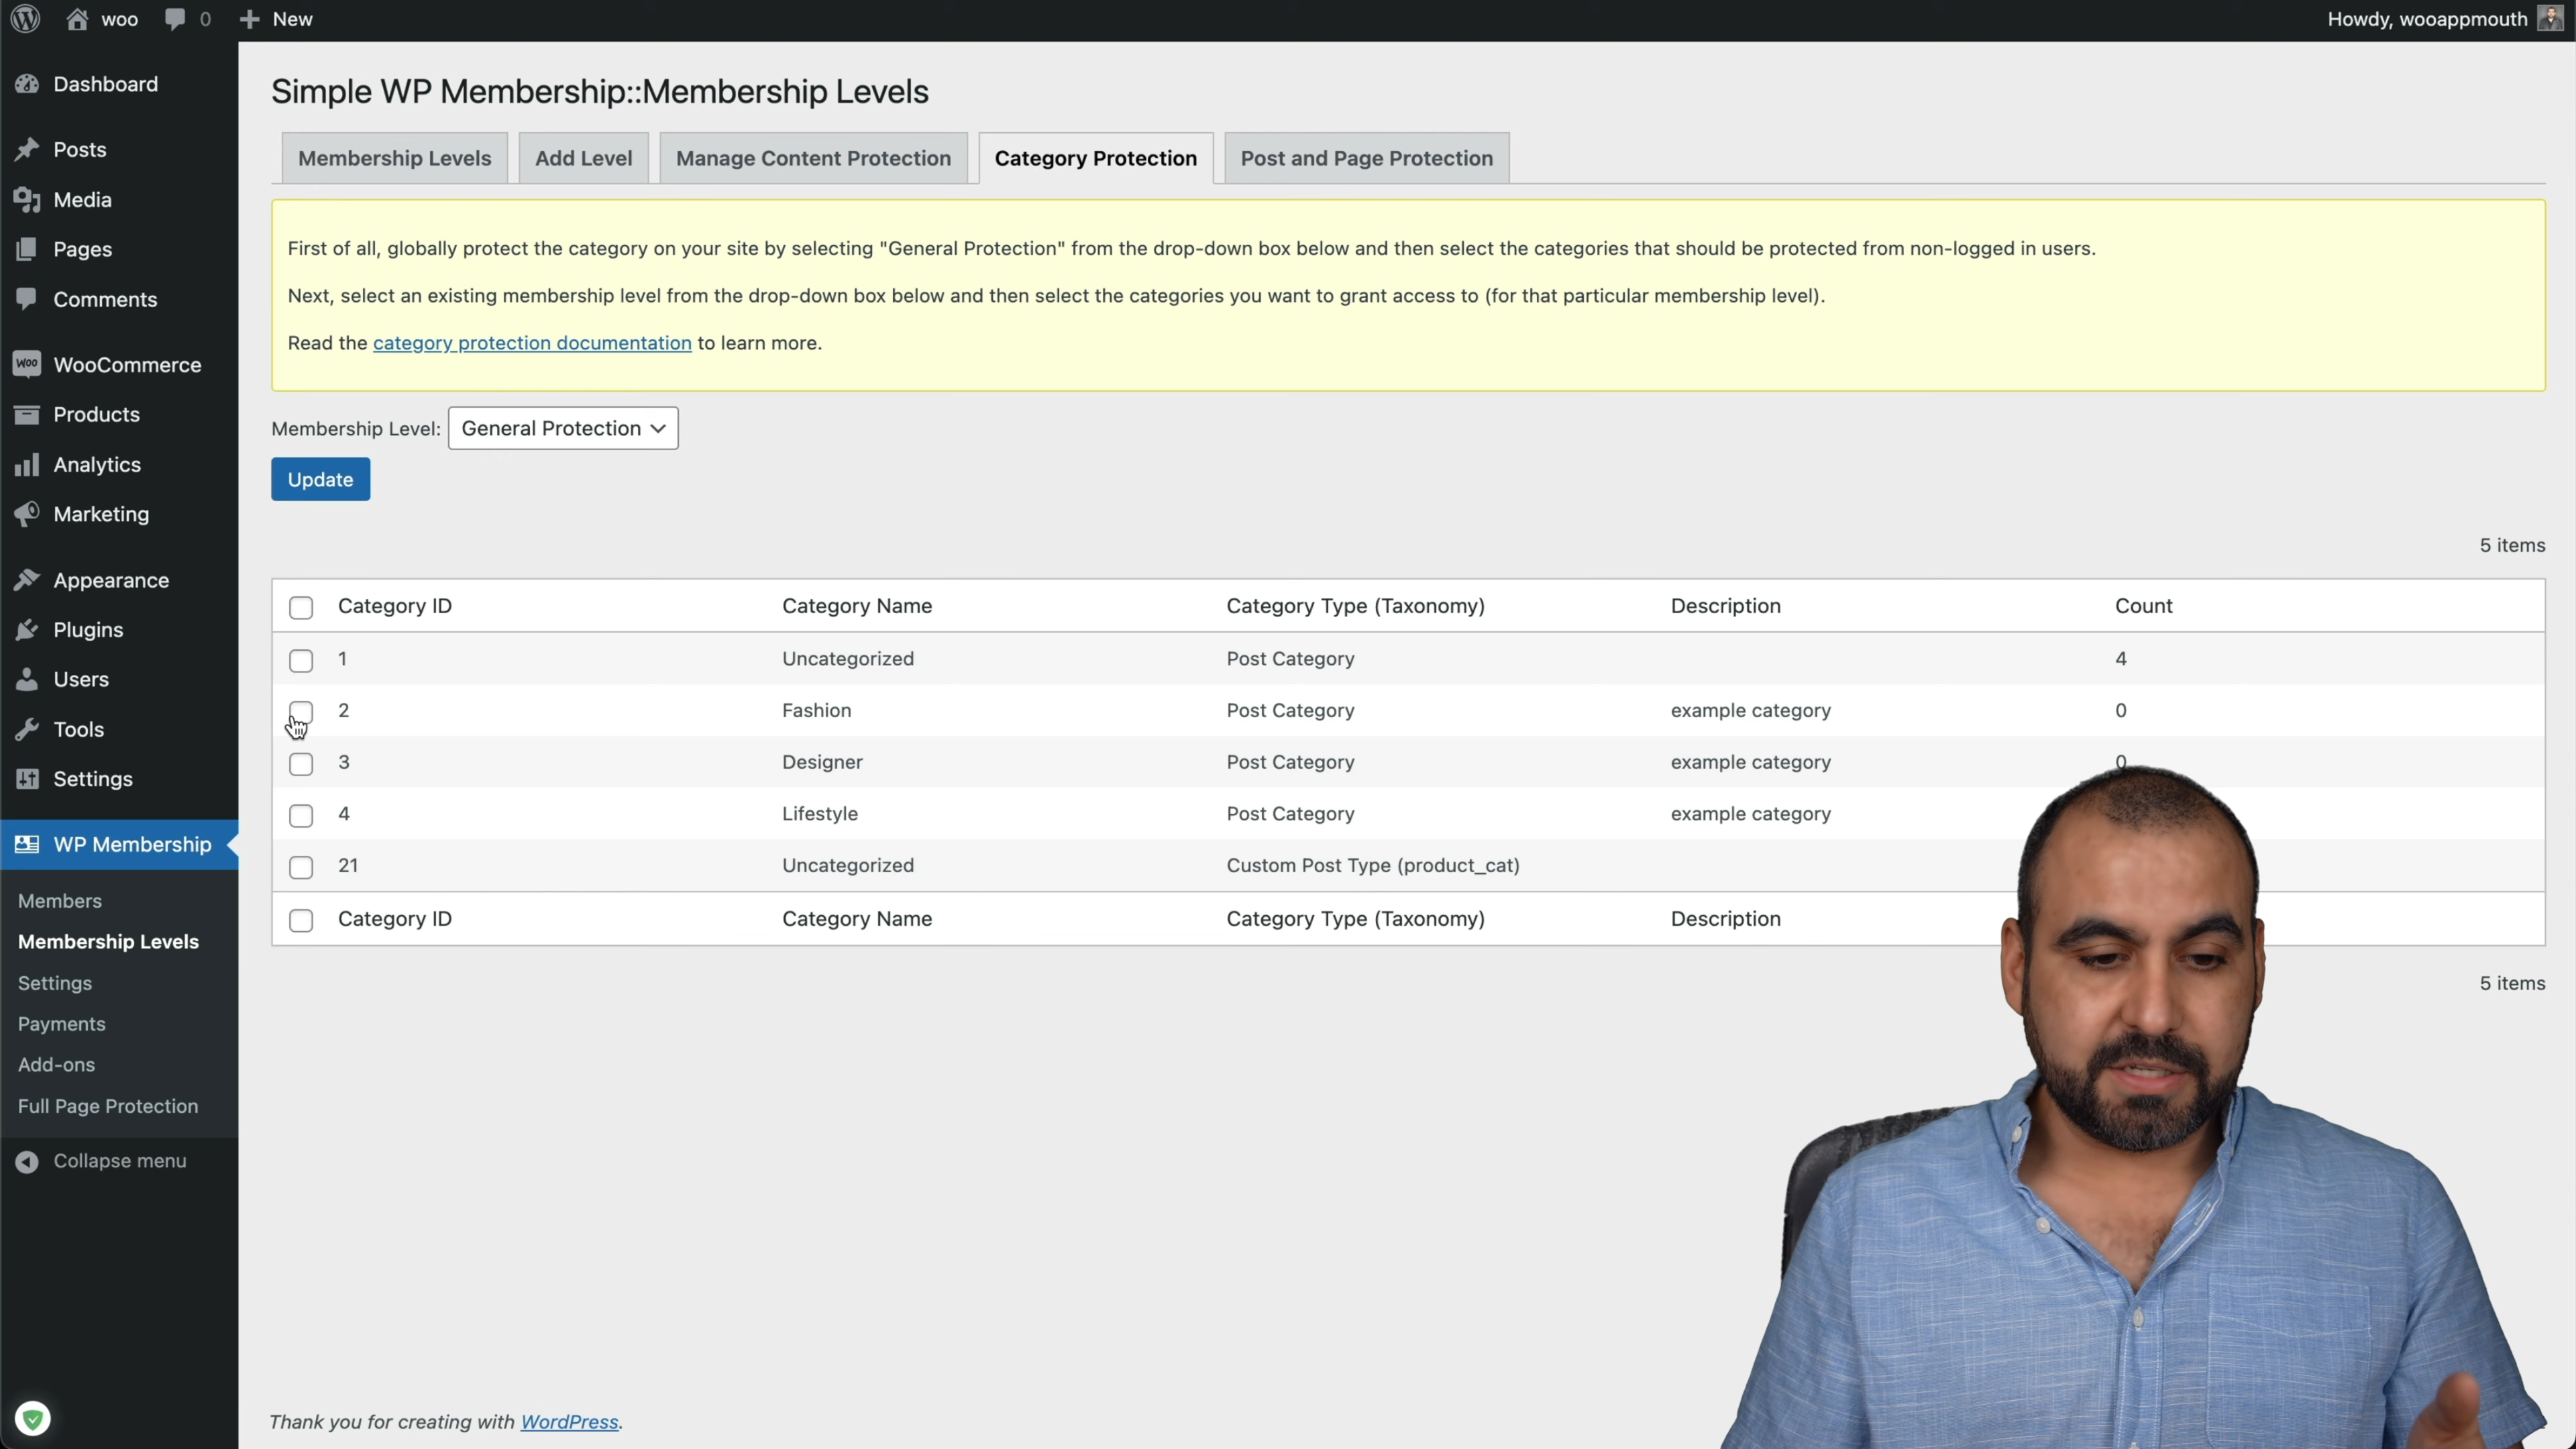 woo 0 New Howdy, wooappmouth
Dashboard
Posts
Media
Pages
Comments
WOO WooCommerce
Products
Analytics
Marketing
Appearance
Plugins
Users
Tools
Settings
WP Membership
Members
Membership Levels
Settings
Payments
Add-ons
Full Page Protection
Collapse menu
Simple WP Membership::Membership Levels
Membership Levels Add Level Manage Content Protection Category Protection Post and Page Protection
First of all, globally protect the category on your site by selecting "General Protection" from the drop-down box below and then select the categories that should be protected from non-logged in users.
Next, select an existing membership level from the drop-down box below and then select the categories you want to grant access to (for that particular membership level).
Read the category protection documentation to learn more.
Membership Level: General Protection
Update
5 items
Category ID Category Name Category Type (Taxonomy) Description Count
1 Uncategorized Post Category 4
2 Fashion Post Category example category 0
3 Designer Post Category example category 0
4 Lifestyle Post Category example category
21 Uncategorized Custom Post Type (product_cat)
Category ID Category Name Category Type (Taxonomy) Description
5 items
Thank you for creating with WordPress.